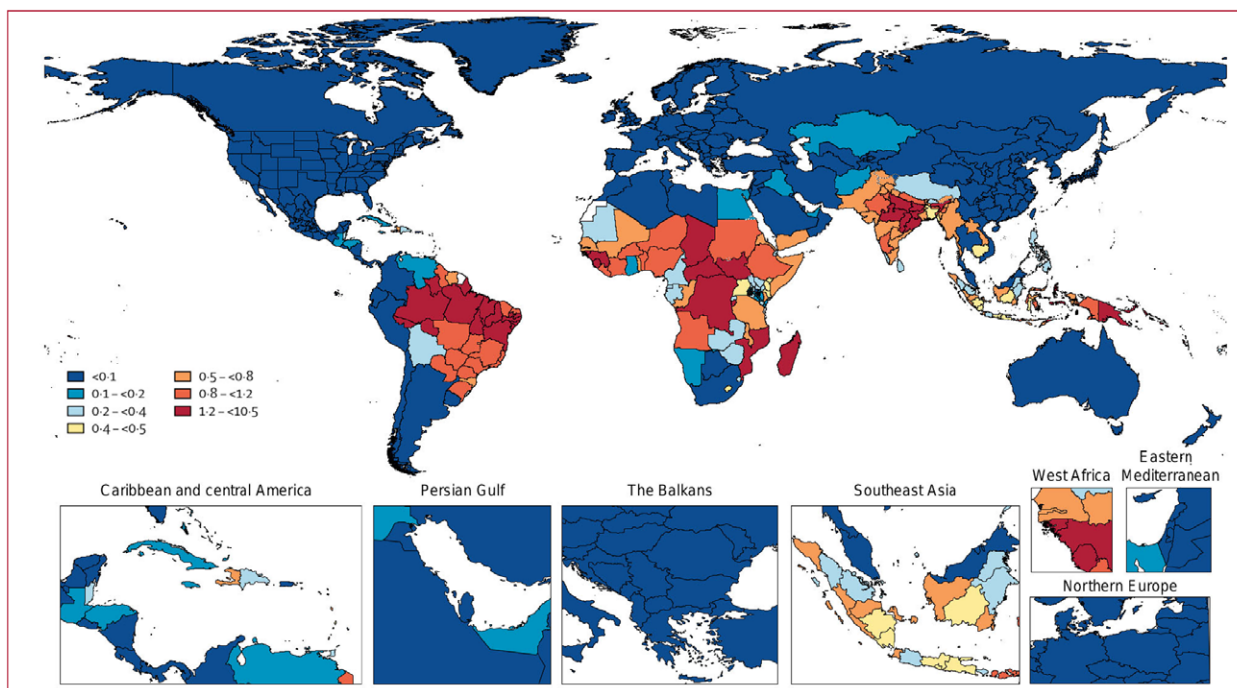 <0·1
0·1 – <0·2
0·2 – <0·4
0·4 – <0·5
0·5 – <0·8
0·8 – <1·2
1·2 – <10·5
Caribbean and central America
Persian Gulf
The Balkans
Southeast Asia
West Africa
Eastern
Mediterranean
Northern Europe